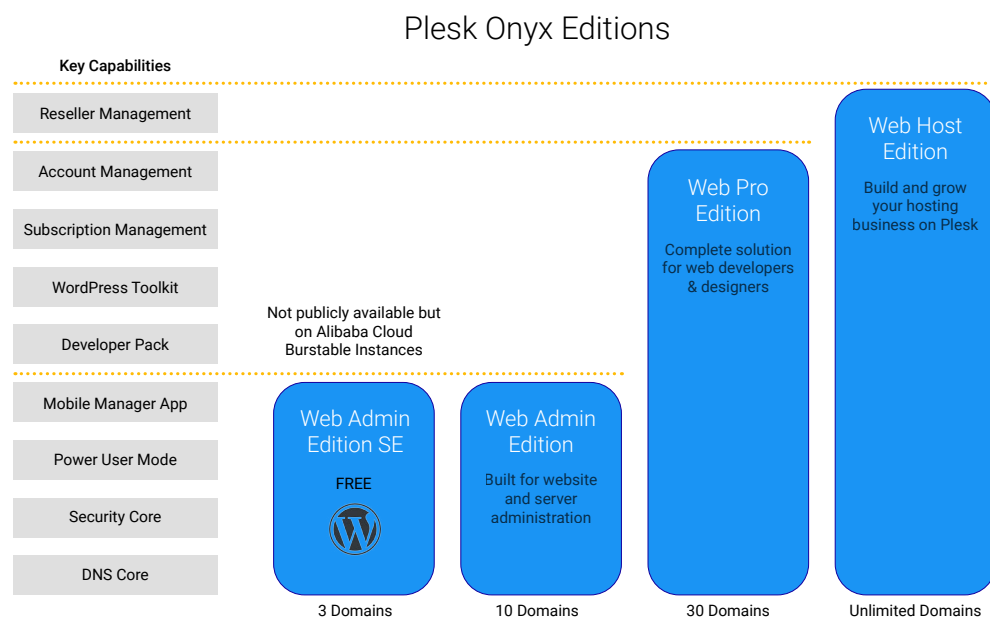 Plesk Onyx Editions
Key Capabilities
Reseller Management
Account Management
Subscription Management
WordPress Toolkit
Developer Pack
Mobile Manager App
Power User Mode
Security Core
DNS Core
Not publicly available but
on Alibaba Cloud
Burstable Instances
Web Admin
Edition SE
FREE
3 Domains
Web Admin
Edition
Built for website
and server
administration
10 Domains
Web Pro
Edition
Complete solution
for web developers
& designers
30 Domains
Web Host
Edition
Build and grow
your hosting
business on Plesk
Unlimited Domains